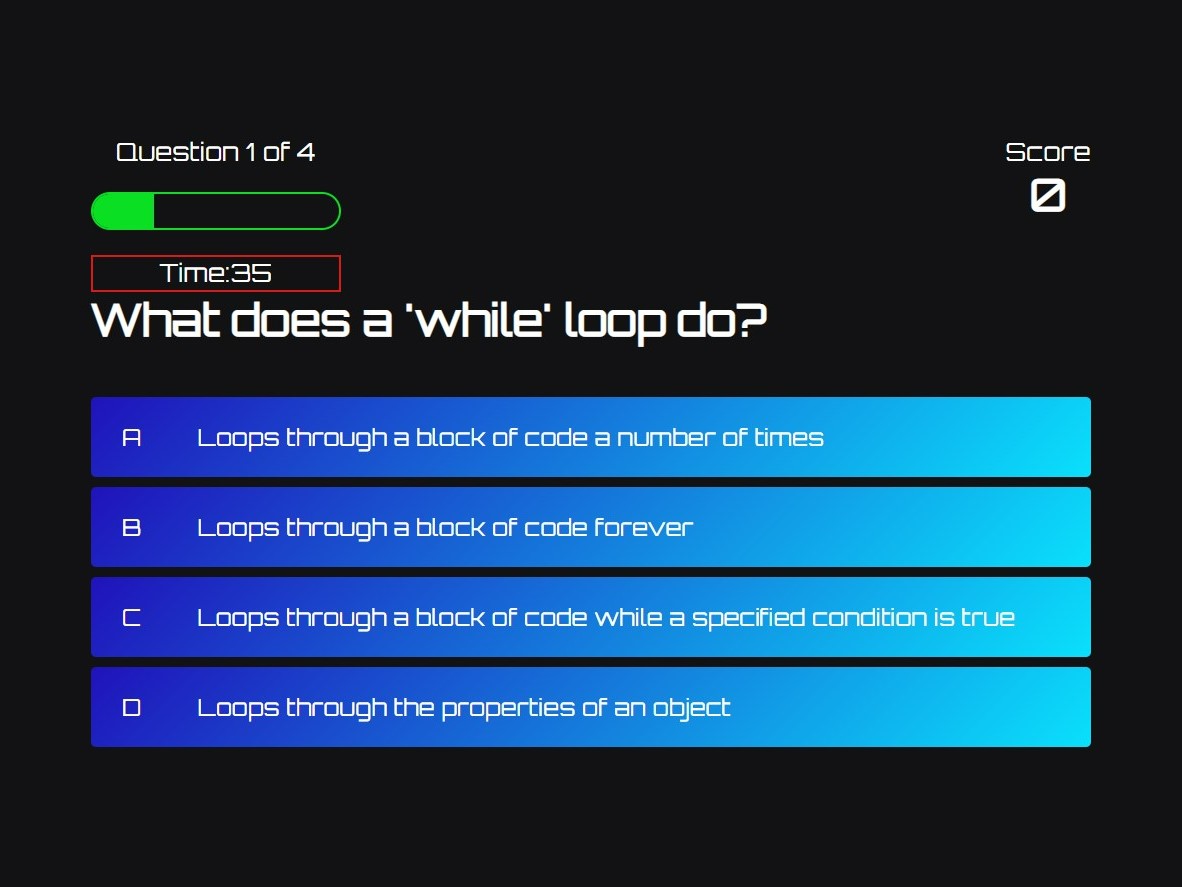 Question 1 of 4
Score
0
Time:35
What does a 'while' loop do?
A Loops through a block of code a number of times
B Loops through a block of code forever
C Loops through a block of code while a specified condition is true
D Loops through the properties of an object